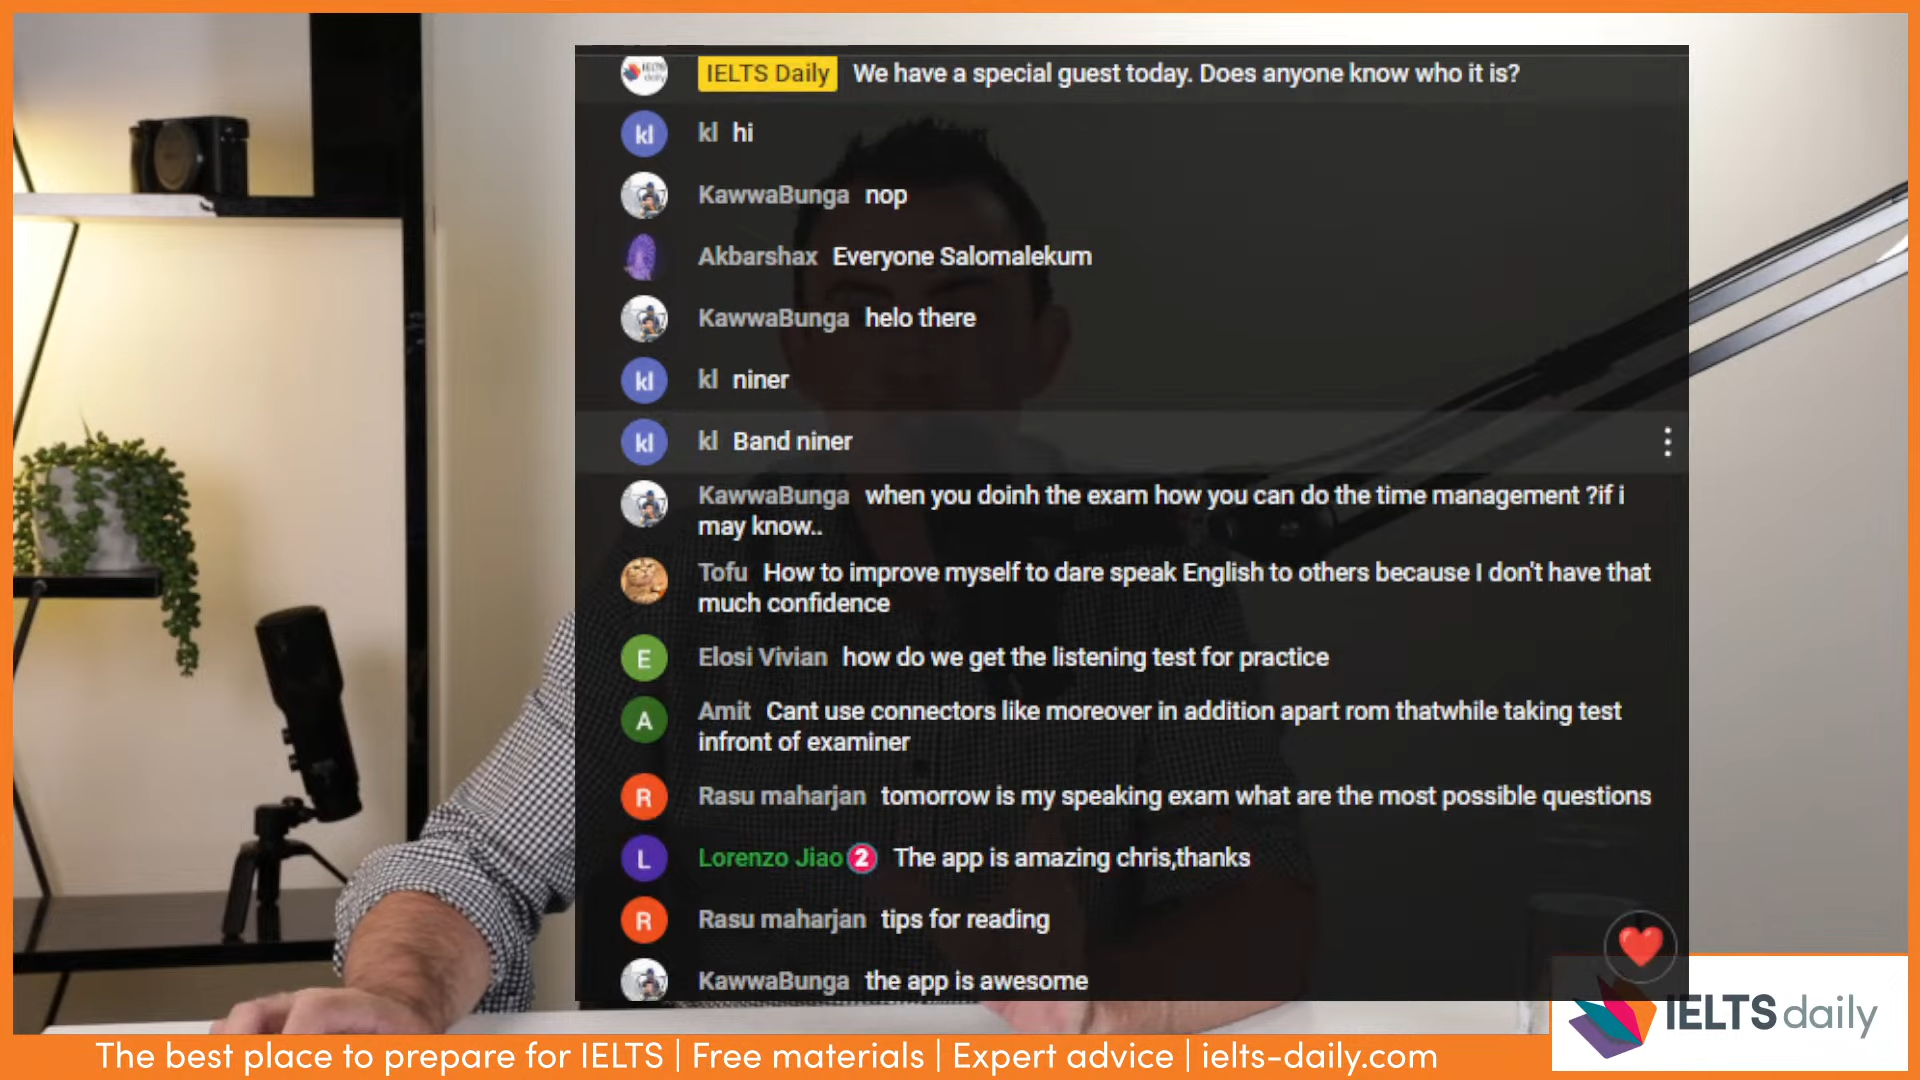 IELTS daily
IELTS Daily We have a special guest today. Does anyone know who it is?
kl kl hi
KawwaBunga nop
Akbarshax Everyone Salomalekum
KawwaBunga helo there
kl kl niner
kl kl Band niner
KawwaBunga when you doinh the exam how you can do the time management ?if i
may know..
Tofu How to improve myself to dare speak English to others because I don't have that
much confidence
E Elosi Vivian how do we get the listening test for practice
A Amit Cant use connectors like moreover in addition apart rom thatwhile taking test
infront of examiner
R Rasu maharjan tomorrow is my speaking exam what are the most possible questions
L Lorenzo Jiao 2 The app is amazing chris,thanks
R Rasu maharjan tips for reading
KawwaBunga the app is awesome
IELTS daily
The best place to prepare for IELTS | Free materials | Expert advice | ielts-daily.com